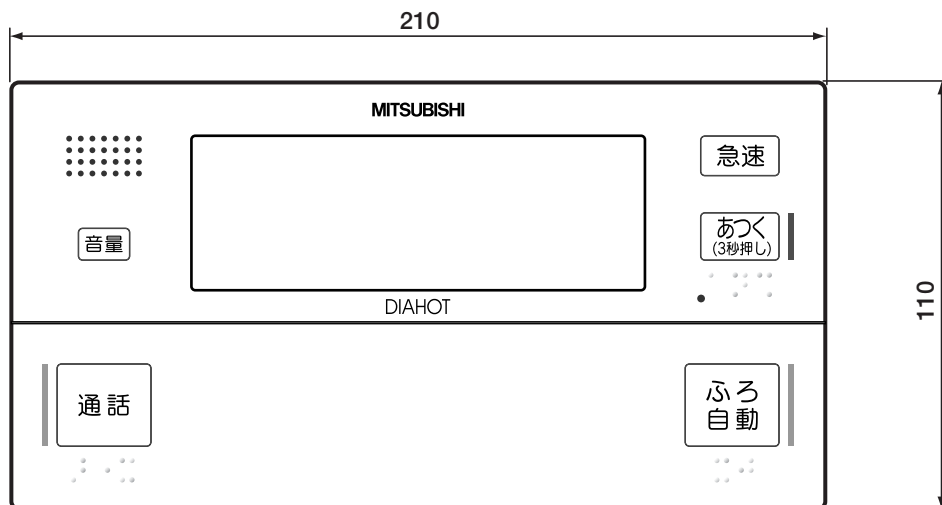 210
MITSUBISHI
急速
音量
あつく
(3秒押し)
DIAHOT
110
通話
ふろ
自動